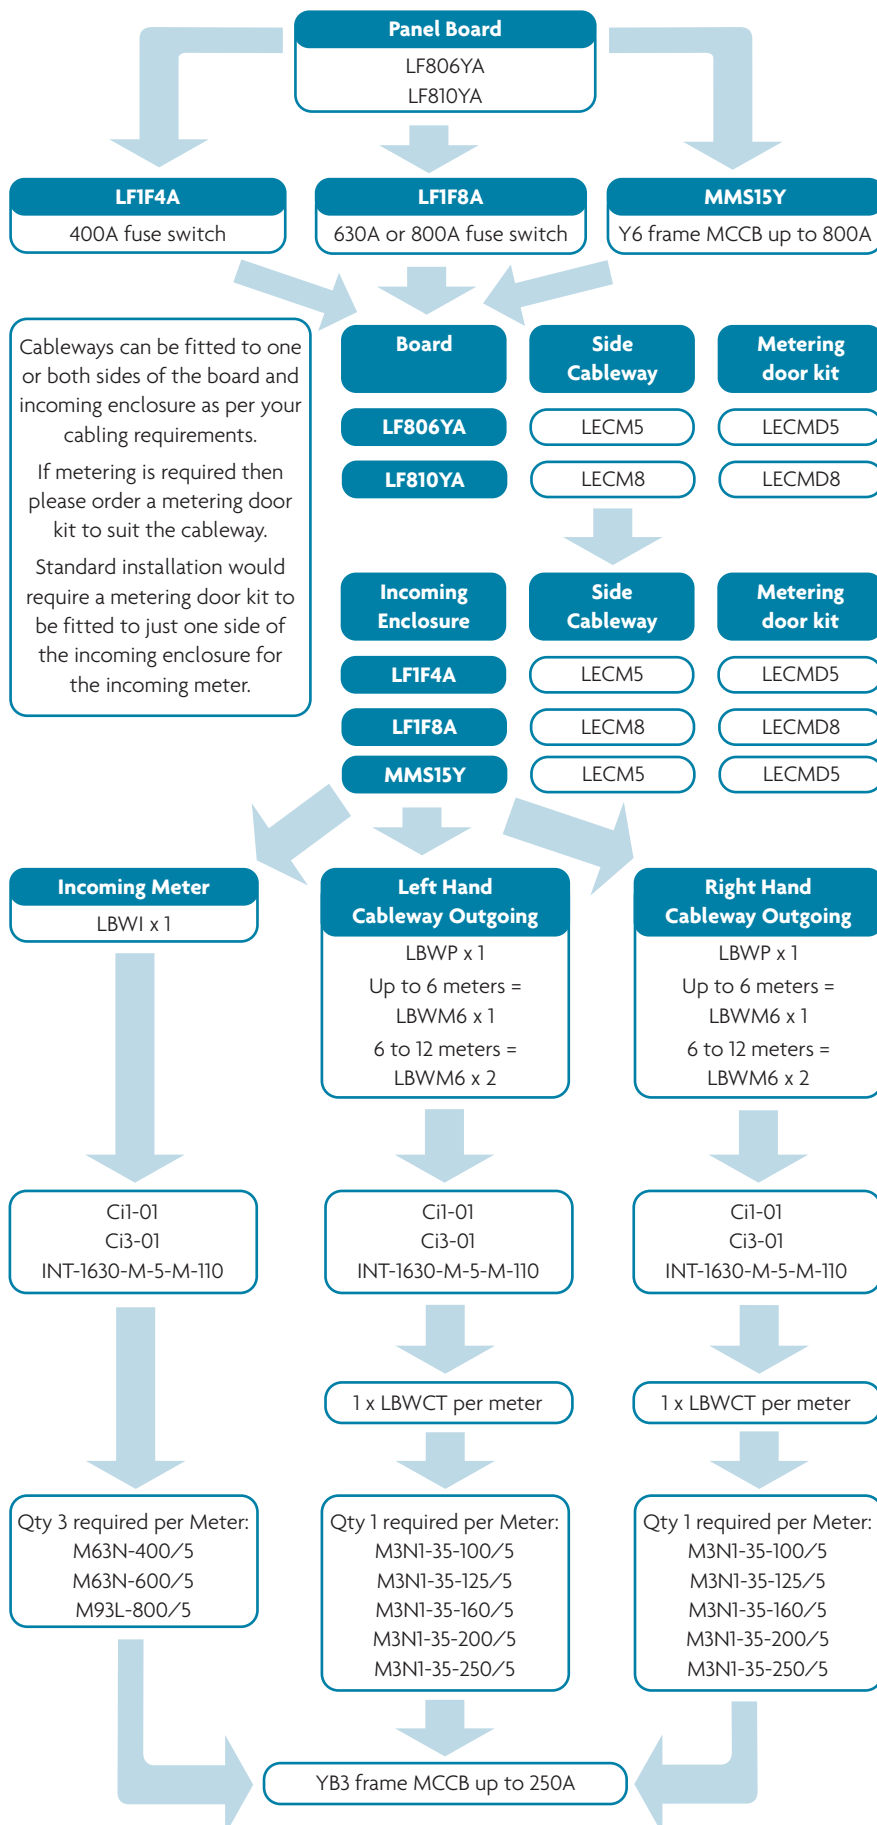 Panel Board
LF806YA
LF810YA
LF1F4A
400A fuse switch
LF1F8A
630A or 800A fuse switch
MMS15Y
Y6 frame MCCB up to 800A
Cableways can be fitted to one
or both sides of the board and
incoming enclosure as per your
cabling requirements.
If metering is required then
please order a metering door
kit to suit the cableway.
Standard installation would
require a metering door kit to
be fitted to just one side of
the incoming enclosure for
the incoming meter.
Board
Side
Cableway
Metering
door kit
LF806YA
LECM5
LECMD5
LF810YA
LECM8
LECMD8
Incoming
Enclosure
Side
Cableway
Metering
door kit
LF1F4A
LECM5
LECMD5
LF1F8A
LECM8
LECMD8
MMS15Y
LECM5
LECMD5
Incoming Meter
LBWI x 1
Left Hand
Cableway Outgoing
LBWP x 1
Up to 6 meters =
LBWM6 x 1
6 to 12 meters =
LBWM6 x 2
Right Hand
Cableway Outgoing
LBWP x 1
Up to 6 meters =
LBWM6 x 1
6 to 12 meters =
LBWM6 x 2
Ci1-01
Ci3-01
INT-1630-M-5-M-110
Ci1-01
Ci3-01
INT-1630-M-5-M-110
Ci1-01
Ci3-01
INT-1630-M-5-M-110
1 x LBWCT per meter
1 x LBWCT per meter
Qty 3 required per Meter:
M63N-400/5
M63N-600/5
M93L-800/5
Qty 1 required per Meter:
M3N1-35-100/5
M3N1-35-125/5
M3N1-35-160/5
M3N1-35-200/5
M3N1-35-250/5
Qty 1 required per Meter:
M3N1-35-100/5
M3N1-35-125/5
M3N1-35-160/5
M3N1-35-200/5
M3N1-35-250/5
YB3 frame MCCB up to 250A